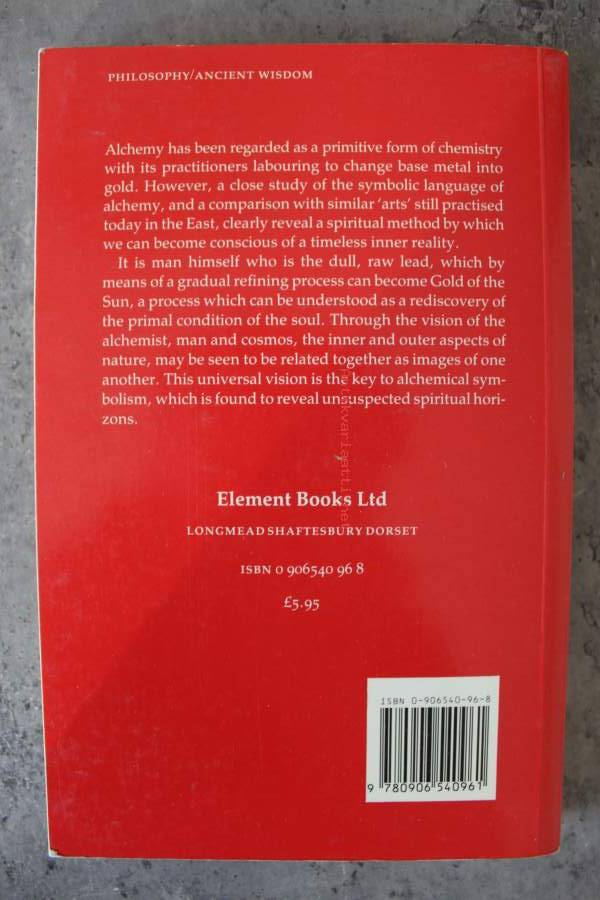 PHILOSOPHY/ANCIENT WISDOM
Alchemy has been regarded as a primitive form of chemistry
with its practitioners labouring to change base metal into
gold. However, a close study of the symbolic language of
alchemy, and a comparison with similar ‘arts’ still practised
today in the East, clearly reveal a spiritual method by which
we can become conscious of a timeless inner reality.
It is man himself who is the dull, raw lead, which by
means of a gradual refining process can become Gold of the
Sun, a process which can be understood as a rediscovery of
the primal condition of the soul. Through the vision of the
alchemist, man and cosmos, the inner and outer aspects of
nature, may be seen to be related together as images of one
another. This universal vision is the key to alchemical sym-
bolism, which is found to reveal unsuspected spiritual hori-
zons.
Element Books Ltd
LONGMEAD SHAFTESBURY DORSET
ISBN 0 906540 96 8
£5.95
ISBN 0-906540-96-8
9 780906 540961